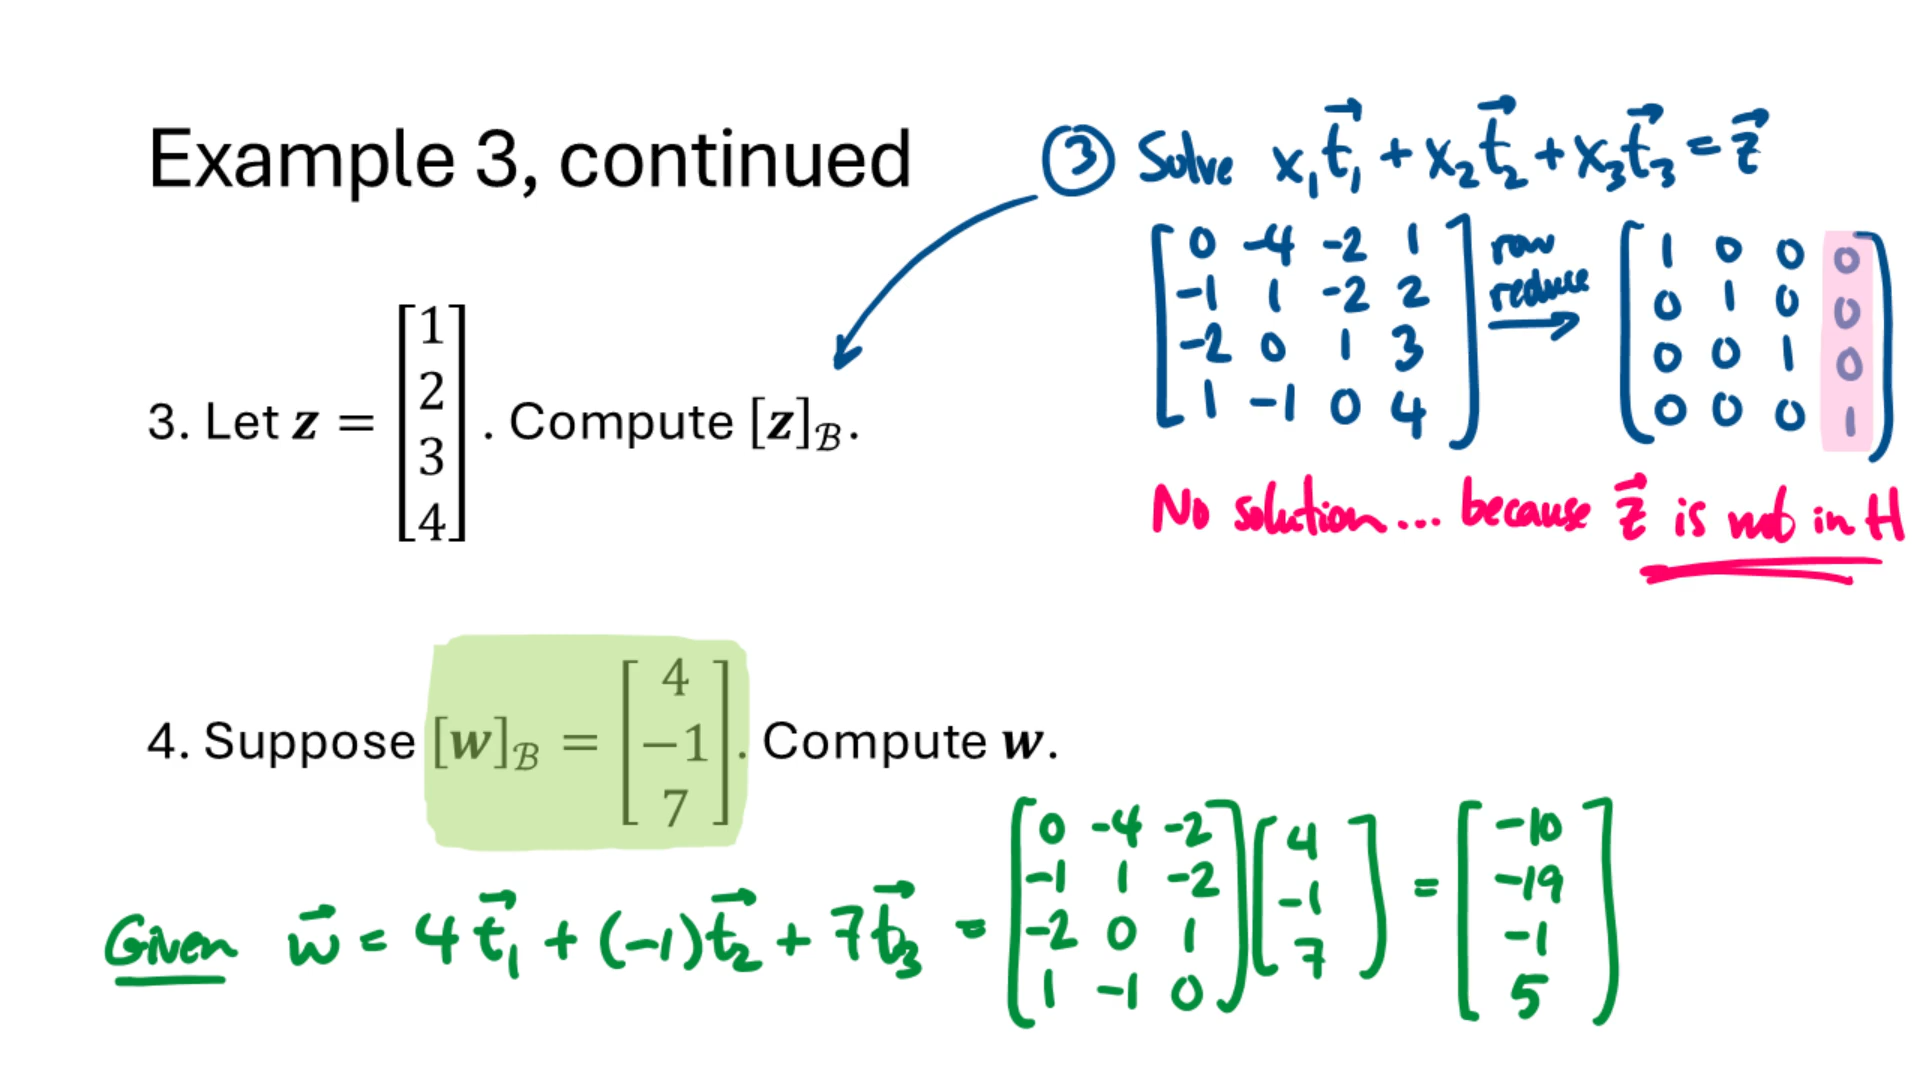 Example 3, continued
③ Solve x₁t⃗₁ + x₂t⃗₂ + x₃t⃗₃ = z⃗
[0 -4 -2 1
-1 1 -2 2
-2 0 1 3
1 -1 0 4]
row
reduce
→
[1 0 0 0
0 1 0 0
0 0 1 0
0 0 0 1]
No solution... because z⃗ is not in H
3. Let z = [1
2
3
4]. Compute [z]_ℬ.
4. Suppose [w]_ℬ = [4
−1
7]. Compute w.
Given w⃗ = 4t⃗₁ + (-1)t⃗₂ + 7t⃗₃ =
[0 -4 -2
-1 1 -2
-2 0 1
1 -1 0]
[4
-1
7]
=
[-10
-19
-1
5]